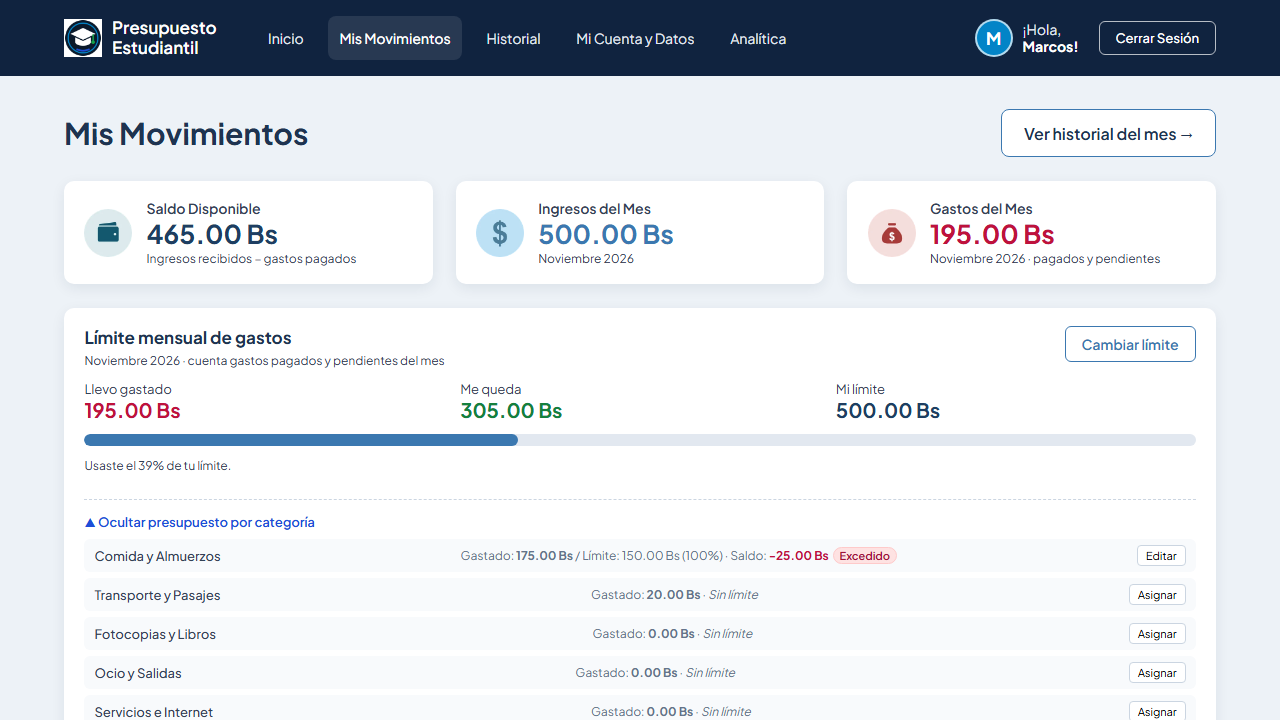 Presupuesto
Estudiantil
Inicio
Mis Movimientos
Historial
Mi Cuenta y Datos
Analítica
M
¡Hola,
Marcos!
Cerrar Sesión
Mis Movimientos
Ver historial del mes →
Saldo Disponible
465.00 Bs
Ingresos recibidos – gastos pagados
$
Ingresos del Mes
500.00 Bs
Noviembre 2026
$
Gastos del Mes
195.00 Bs
Noviembre 2026 · pagados y pendientes
Límite mensual de gastos
Noviembre 2026 · cuenta gastos pagados y pendientes del mes
Cambiar límite
Llevo gastado
195.00 Bs
Me queda
305.00 Bs
Mi límite
500.00 Bs
Usaste el 39% de tu límite.
▲ Ocultar presupuesto por categoría
Comida y Almuerzos
Gastado: 175.00 Bs / Límite: 150.00 Bs (100%) · Saldo: -25.00 Bs Excedido
Editar
Transporte y Pasajes
Gastado: 20.00 Bs · Sin límite
Asignar
Fotocopias y Libros
Gastado: 0.00 Bs · Sin límite
Asignar
Ocio y Salidas
Gastado: 0.00 Bs · Sin límite
Asignar
Servicios e Internet
Gastado: 0.00 Bs · Sin límite
Asignar